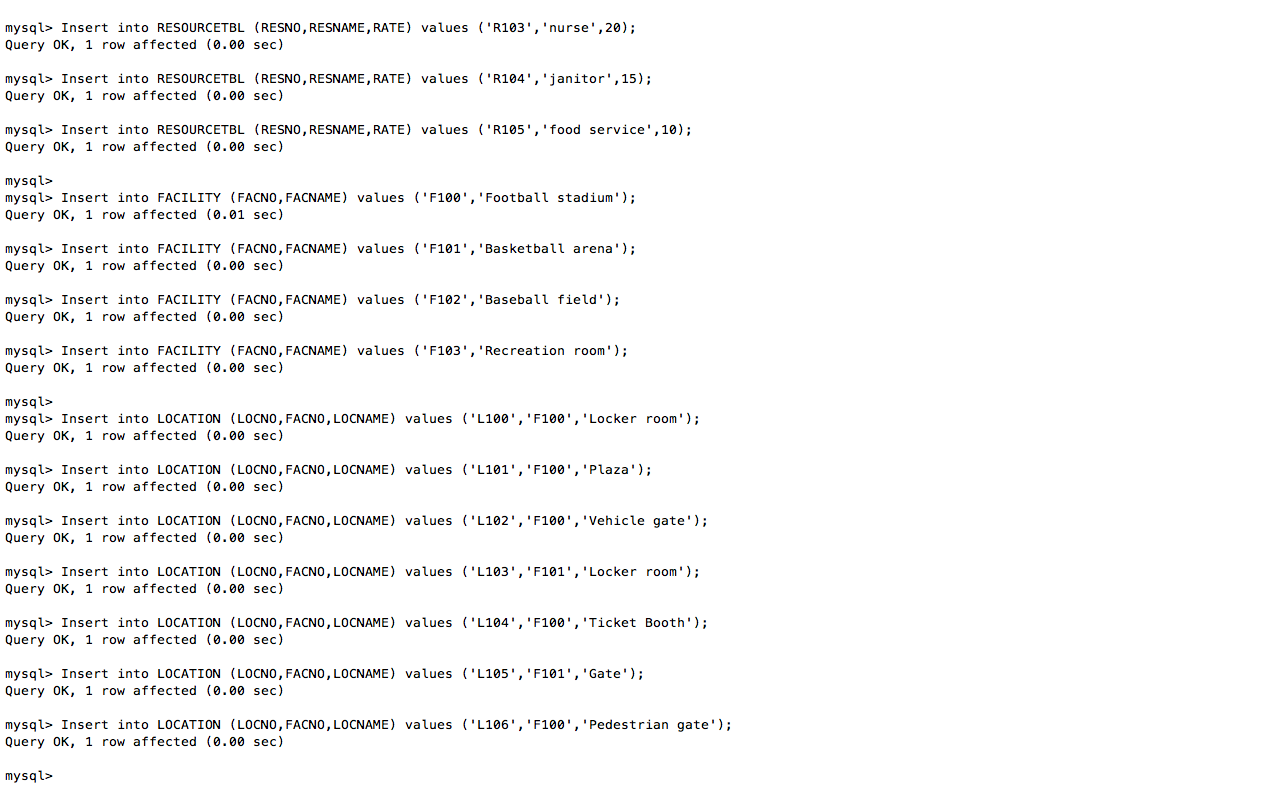 mysql> Insert into RESOURCETBL (RESNO,RESNAME,RATE) values ('R103','nurse',20);
Query OK, 1 row affected (0.00 sec)
mysql> Insert into RESOURCETBL (RESNO,RESNAME,RATE) values ('R104','janitor',15);
Query OK, 1 row affected (0.00 sec)
mysql> Insert into RESOURCETBL (RESNO,RESNAME,RATE) values ('R105','food service',10);
Query OK, 1 row affected (0.00 sec)
mysql>
mysql> Insert into FACILITY (FACNO,FACNAME) values ('F100','Football stadium');
Query OK, 1 row affected (0.01 sec)
mysql> Insert into FACILITY (FACNO,FACNAME) values ('F101','Basketball arena');
Query OK, 1 row affected (0.00 sec)
mysql> Insert into FACILITY (FACNO,FACNAME) values ('F102','Baseball field');
Query OK, 1 row affected (0.00 sec)
mysql> Insert into FACILITY (FACNO,FACNAME) values ('F103','Recreation room');
Query OK, 1 row affected (0.00 sec)
mysql>
mysql> Insert into LOCATION (LOCNO,FACNO,LOCNAME) values ('L100','F100','Locker room');
Query OK, 1 row affected (0.00 sec)
mysql> Insert into LOCATION (LOCNO,FACNO,LOCNAME) values ('L101','F100','Plaza');
Query OK, 1 row affected (0.00 sec)
mysql> Insert into LOCATION (LOCNO,FACNO,LOCNAME) values ('L102','F100','Vehicle gate');
Query OK, 1 row affected (0.00 sec)
mysql> Insert into LOCATION (LOCNO,FACNO,LOCNAME) values ('L103','F101','Locker room');
Query OK, 1 row affected (0.00 sec)
mysql> Insert into LOCATION (LOCNO,FACNO,LOCNAME) values ('L104','F100','Ticket Booth');
Query OK, 1 row affected (0.00 sec)
mysql> Insert into LOCATION (LOCNO,FACNO,LOCNAME) values ('L105','F101','Gate');
Query OK, 1 row affected (0.00 sec)
mysql> Insert into LOCATION (LOCNO,FACNO,LOCNAME) values ('L106','F100','Pedestrian gate');
Query OK, 1 row affected (0.00 sec)
mysql>